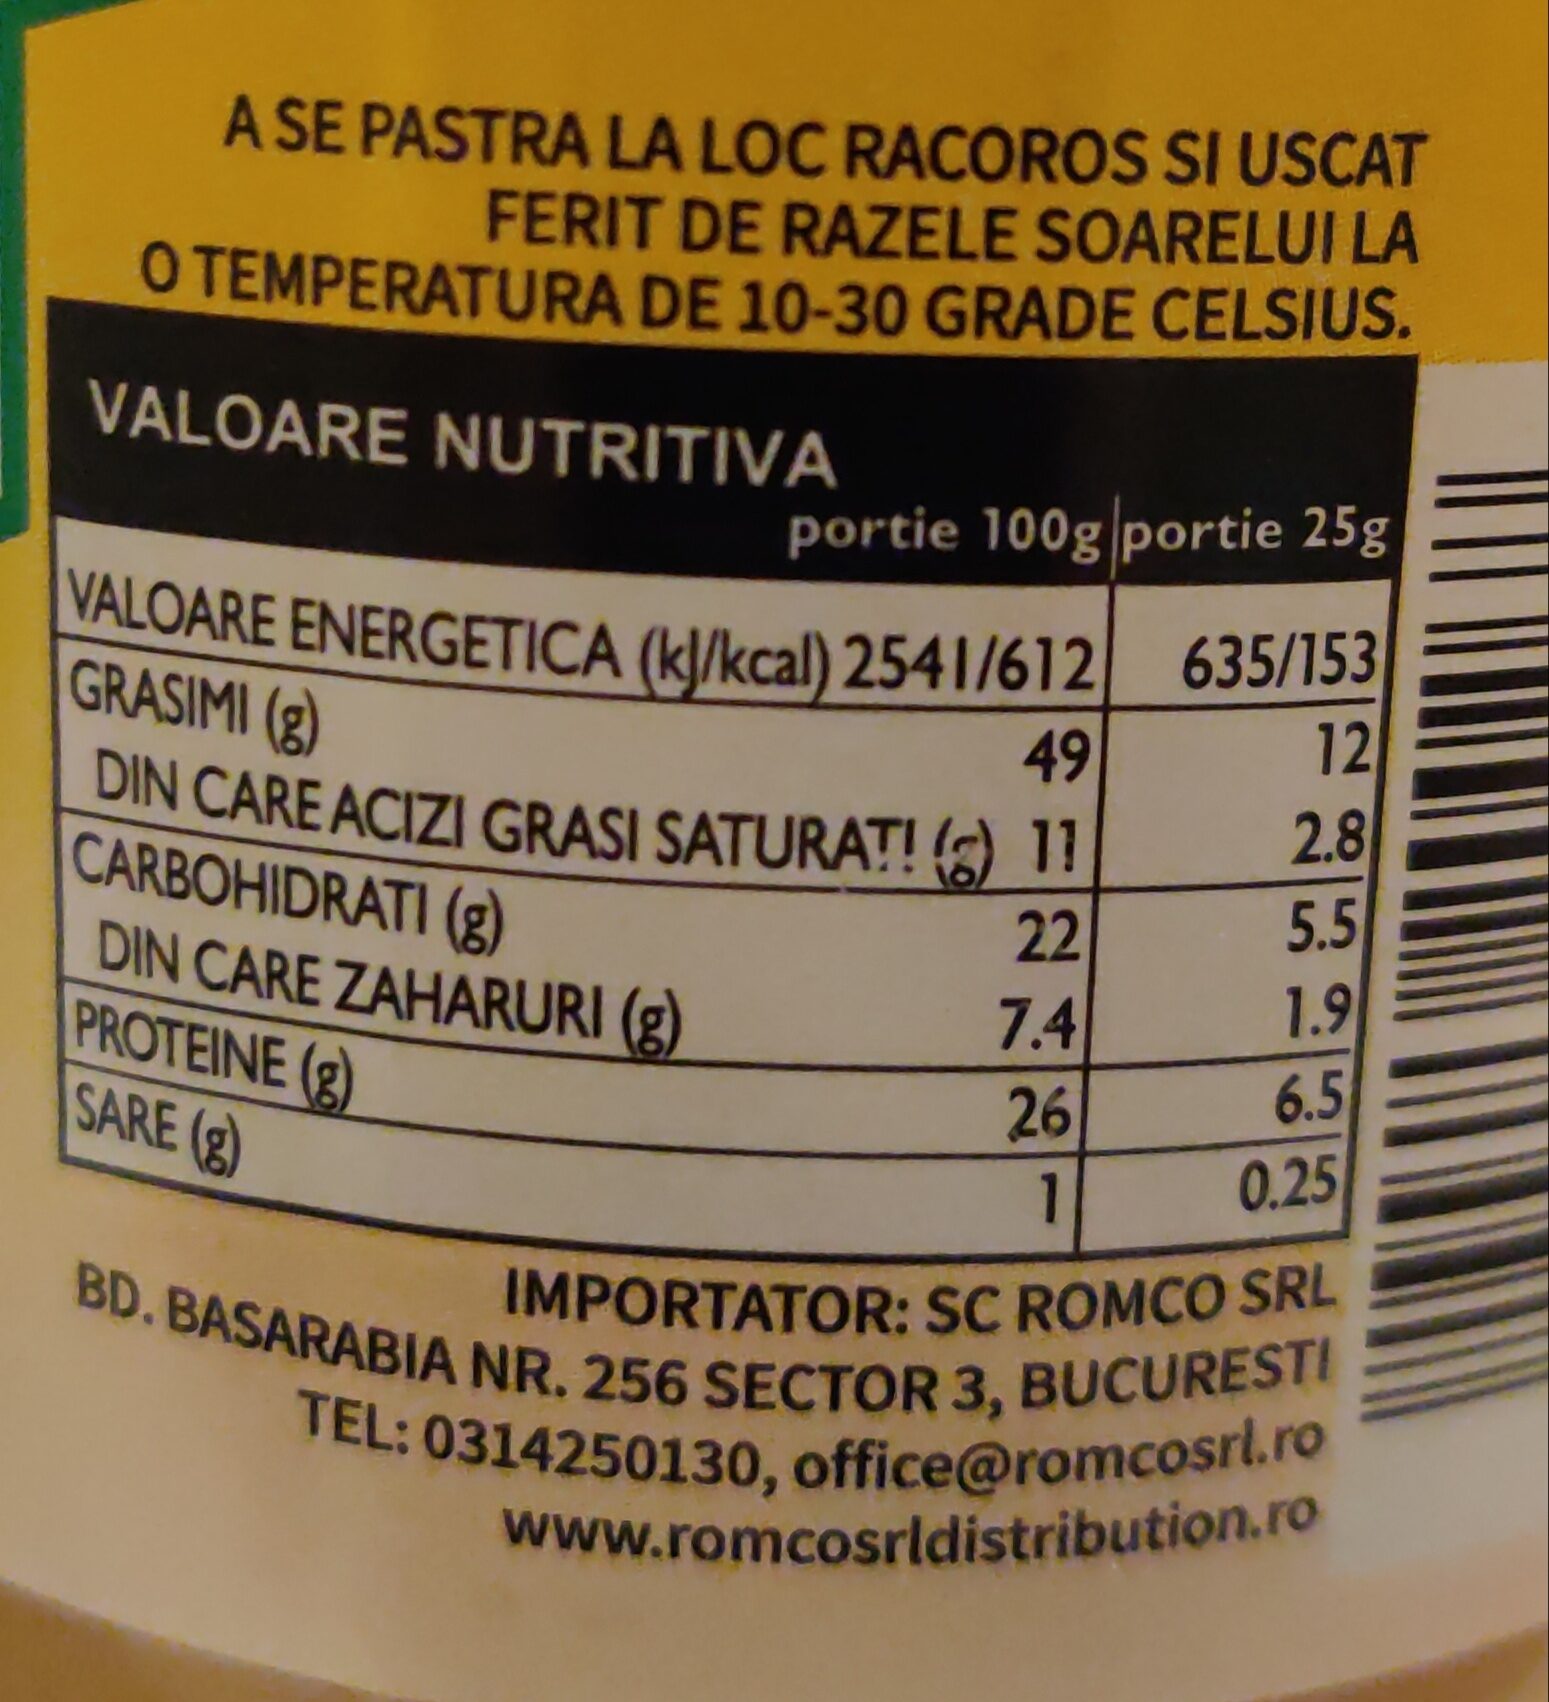 A SE PASTRA LA LOC RACOROS SI USCAT
FERIT DE RAZELE SOARELUI LA
O TEMPERATURA DE 10-30 GRADE CELSIUS.
VALOARE NUTRITIVA
portie 100g portie 25g
VALOARE ENERGETICA (kJ/kcal) 2541/612 635/153
GRASIMI (g) 49 12
DIN CARE ACIZI GRASI SATURATI (g) 11 2.8
CARBOHIDRATI (g) 22 5.5
DIN CARE ZAHARURI (g) 7.4 1.9
PROTEINE (g) 26 6.5
SARE (g) 1 0.25
IMPORTATOR: SC ROMCO SRL
BD. BASARABIA NR. 256 SECTOR 3, BUCURESTI
TEL: 0314250130, office@romcosrl.ro
www.romcosrldistribution.ro